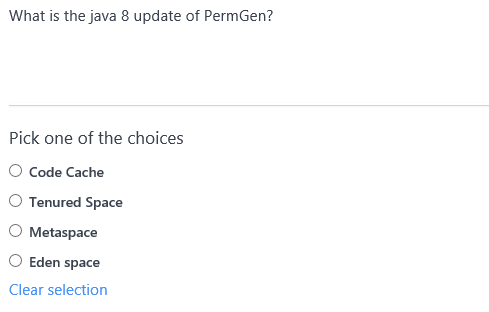 What is the java 8 update of PermGen?
Pick one of the choices
Code Cache
Tenured Space
Metaspace
Eden space
Clear selection